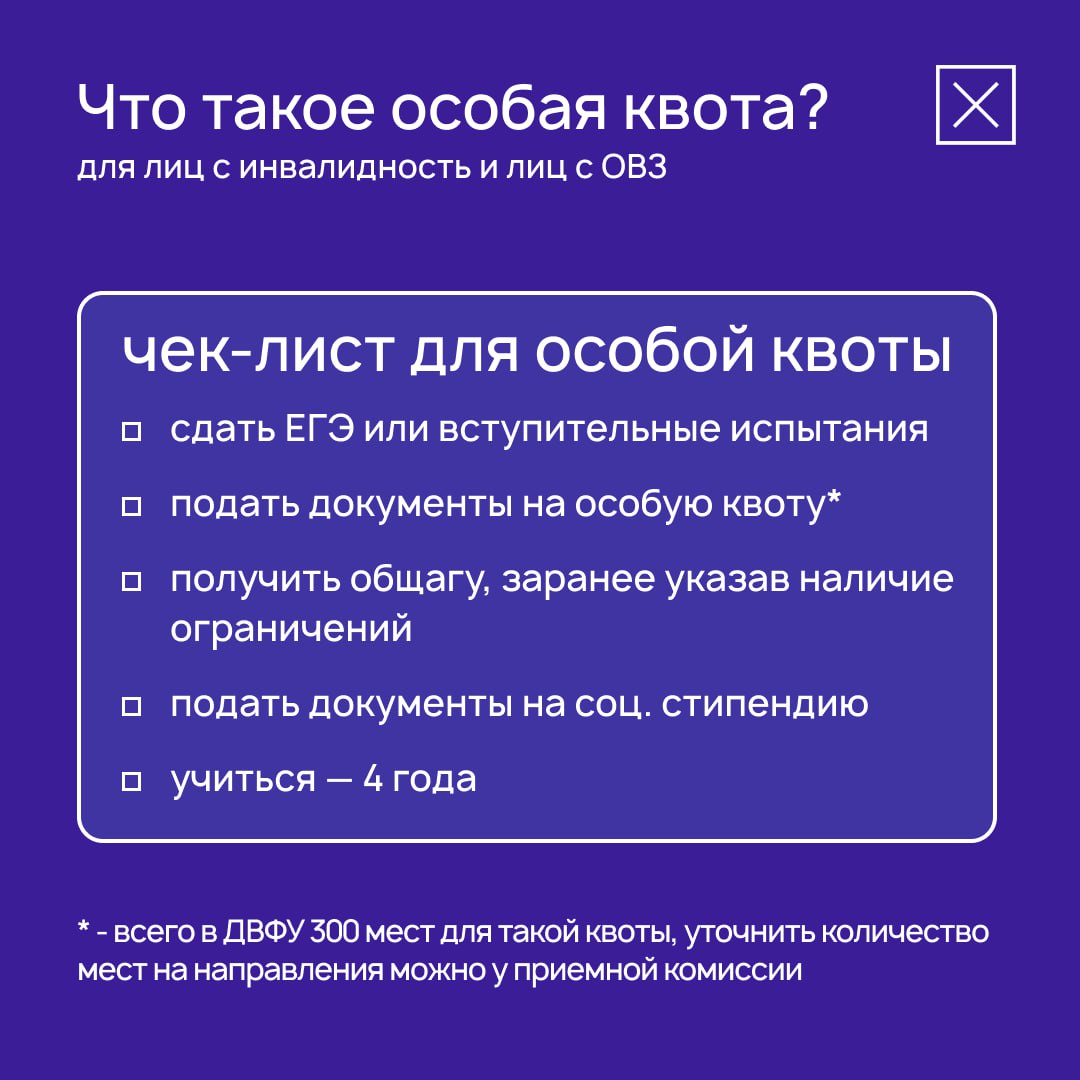 Что такое особая квота?
для лиц с инвалидность и лиц с ОВЗ
чек-лист для особой квоты
сдать ЕГЭ или вступительные испытания
подать документы на особую квоту*
получить общагу, заранее указав наличие
ограничений
подать документы на соц. стипендию
учиться — 4 года
* - всего в ДВФУ 300 мест для такой квоты, уточнить количество
мест на направления можно у приемной комиссии